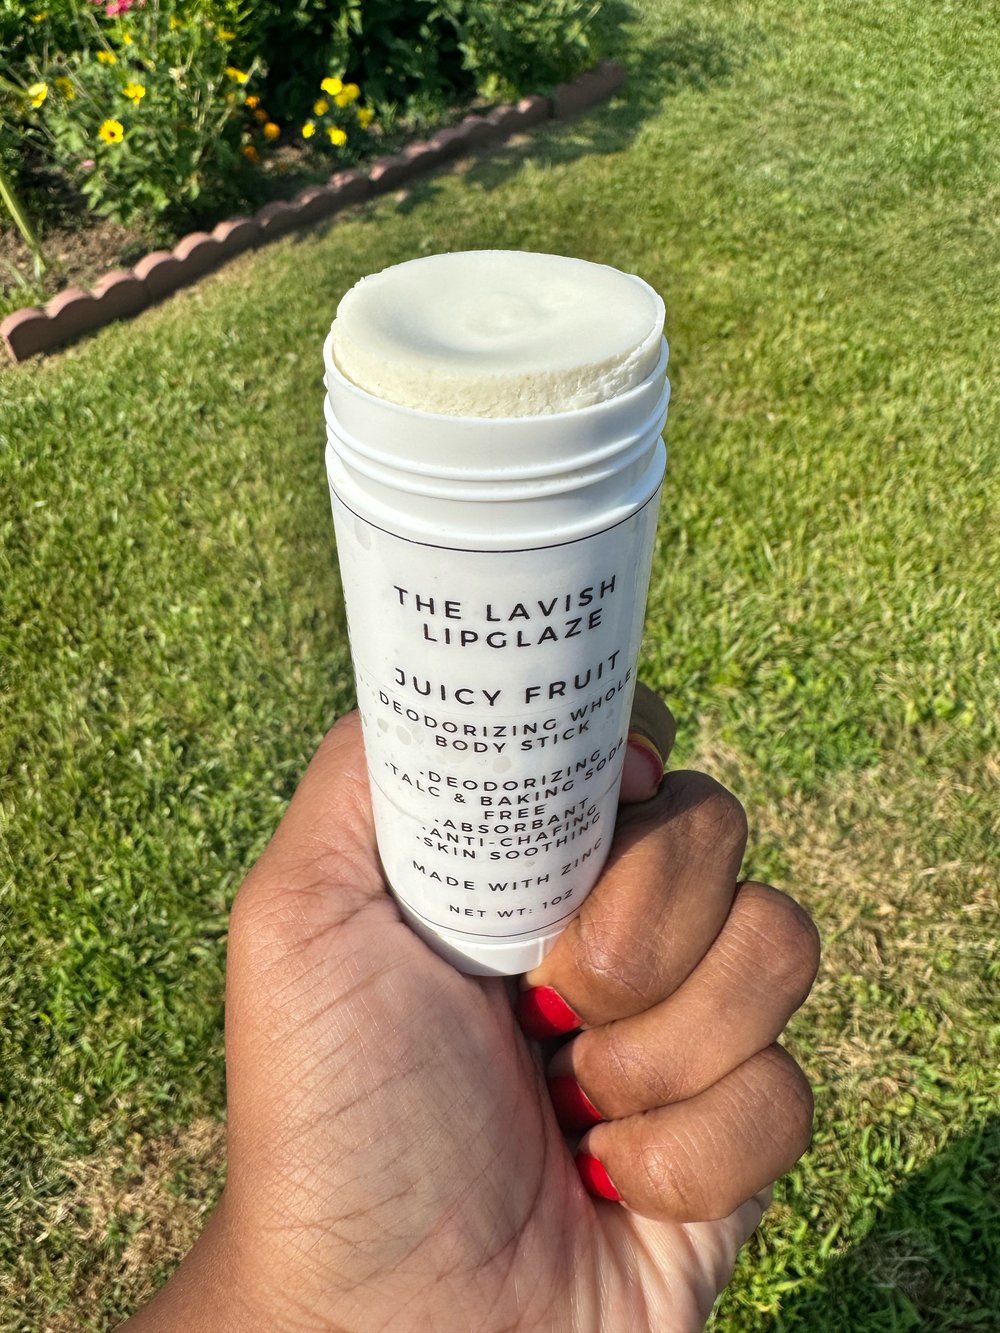 THE LAVISH
LIPGLAZE
JUICY FRUIT
DEODORIZING WHOLE
BODY STICK
·DEODORIZING
·TALC & BAKING SODA
FREE
·ABSORBANT
·ANTI-CHAFING
·SKIN SOOTHING
MADE WITH ZINC
NET WT: 1OZ